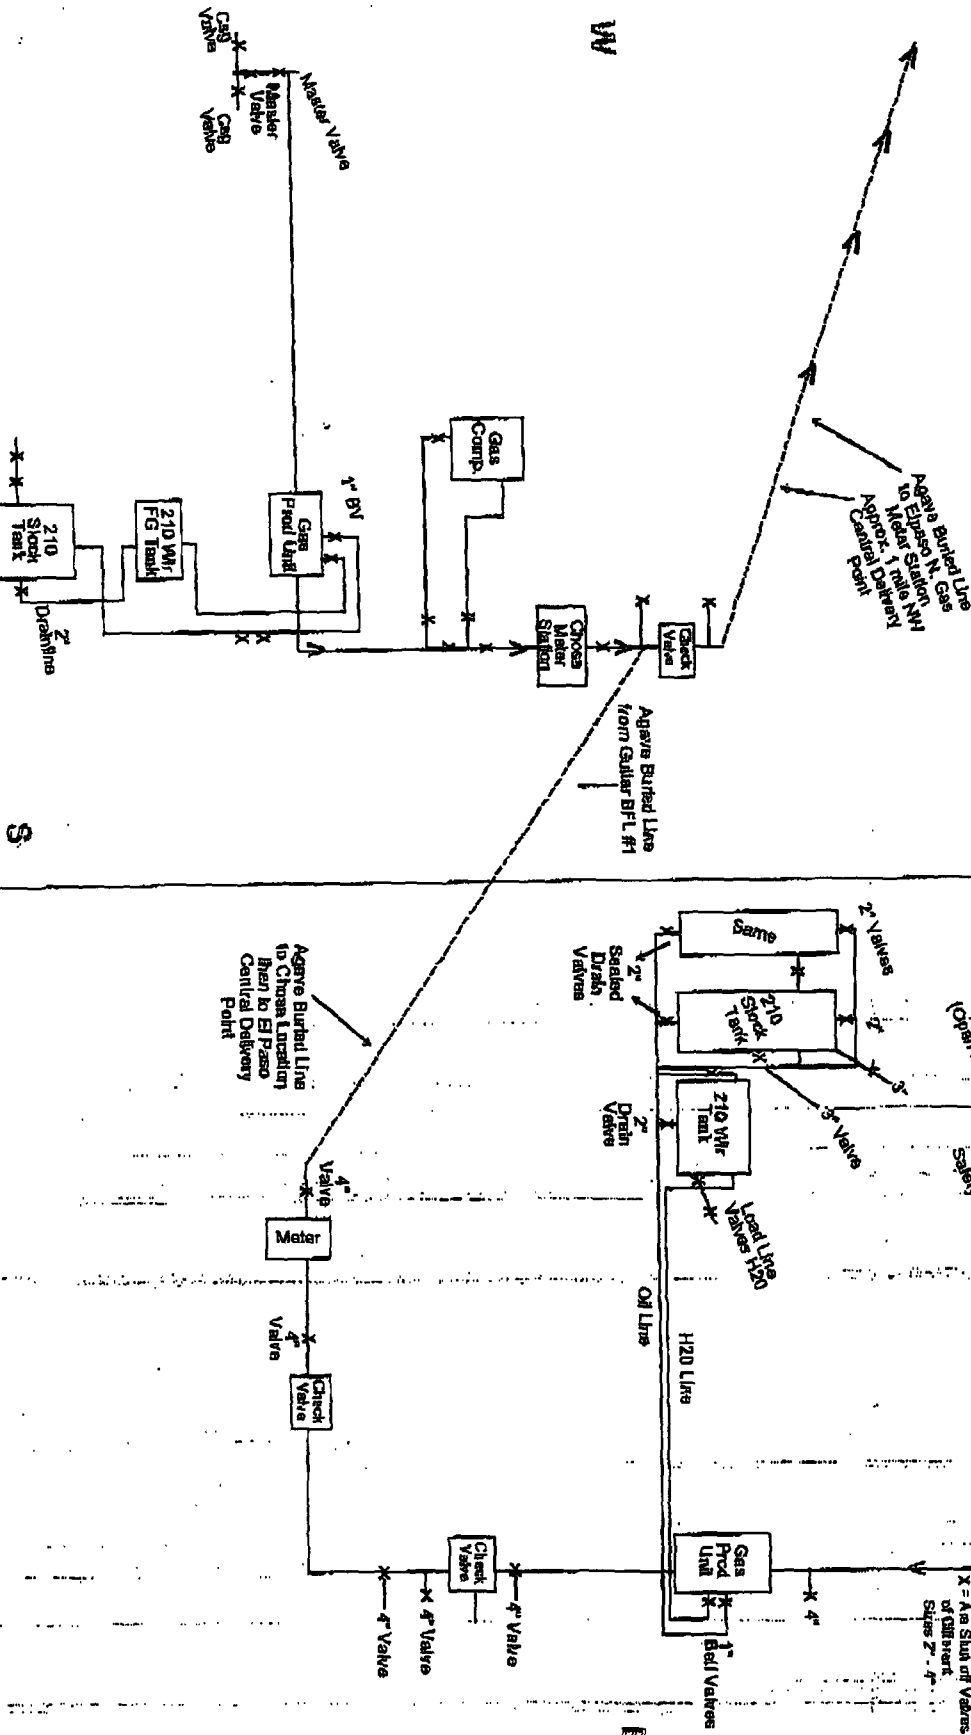 W
Csg
Valve
Csg
Valve
Master
Valve
Master Valve
Agave Buried Line
to Elpaso N. Gas
Meter Station
Approx. 1 mile NW
Central Delivery
Point
Gas
Comp.
1" BV
Gas
Prod Unit
210 Wtr
FG Tank
210
Stock
Tank
2"
Drainline
Chosa
Meter
Station
Check
Valve
Agave Buried Line
from Guitar BFL #1
S
Agave Buried Line
to Chosa Location
then to El Paso
Central Delivery
Point
2" Valves
Same
2"
Sealed
Drain
Valves
210
Stock
Tank
2"
3"
3" Valve
(Open
Sales
210 Wtr
Tank
2"
Drain
Valve
Load Line
Valves H20
Oil Line
H20 Line
4"
Valve
Meter
4"
Valve
Check
Valve
4" Valve
4" Valve
Check
Valve
4" Valve
Gas
Prod
Unit
4"
1"
Ball Valves
X = Are Shut off Valves
of Different
Sizes 2" - 4"